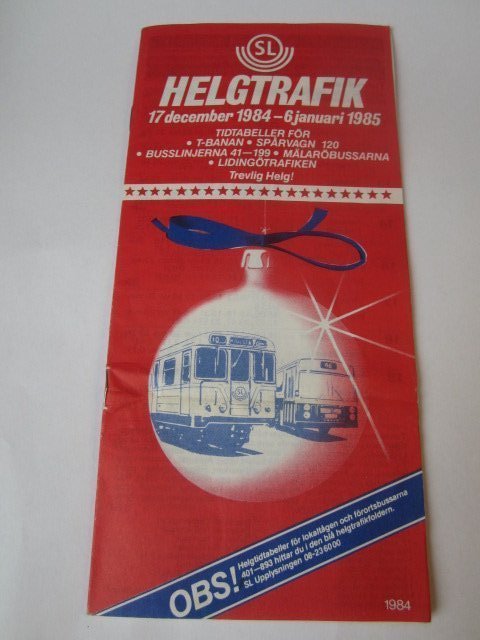 SL
HELGTRAFIK
17 december 1984–6 januari 1985
TIDTABELLER FÖR
• T-BANAN • SPÅRVAGN 120
• BUSSLINJERNA 41–199 • MÄLARÖBUSSARNA
• LIDINGÖTRAFIKEN
Trevlig Helg!
SL
OBS!
Helgtidtabeller för lokaltågen och förortsbussarna
401–893 hittar du i den blå helgtrafikfoldern.
SL Upplysningen 08-23 60 00
1984